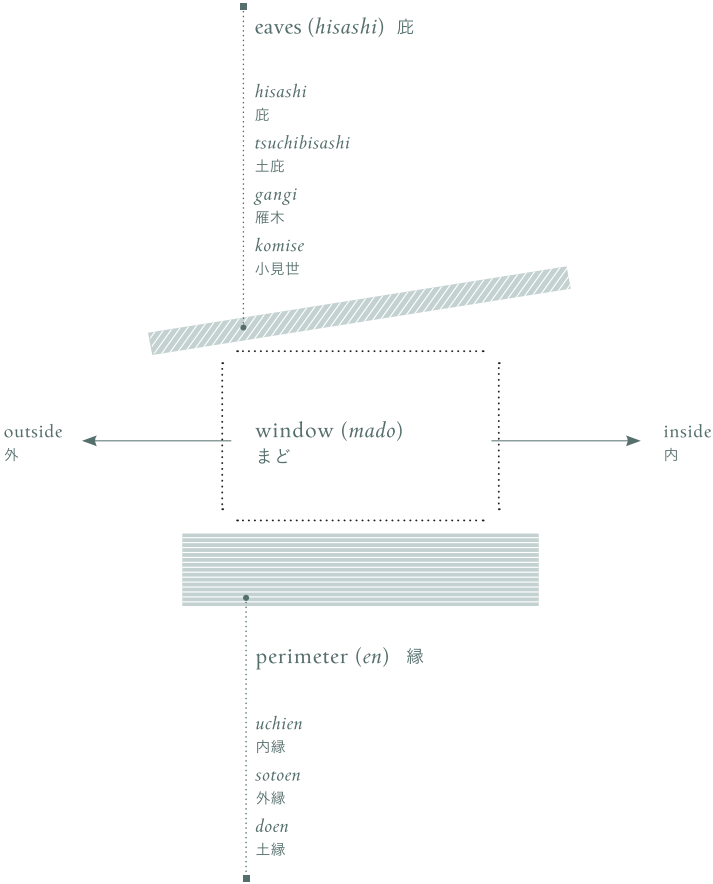 eaves (hisashi) 庇
hisashi
庇
tsuchibisashi
土庇
gangi
雁木
komise
小見世
outside
外
window (mado)
まど
inside
内
perimeter (en) 縁
uchien
内縁
sotoen
外縁
doen
土縁